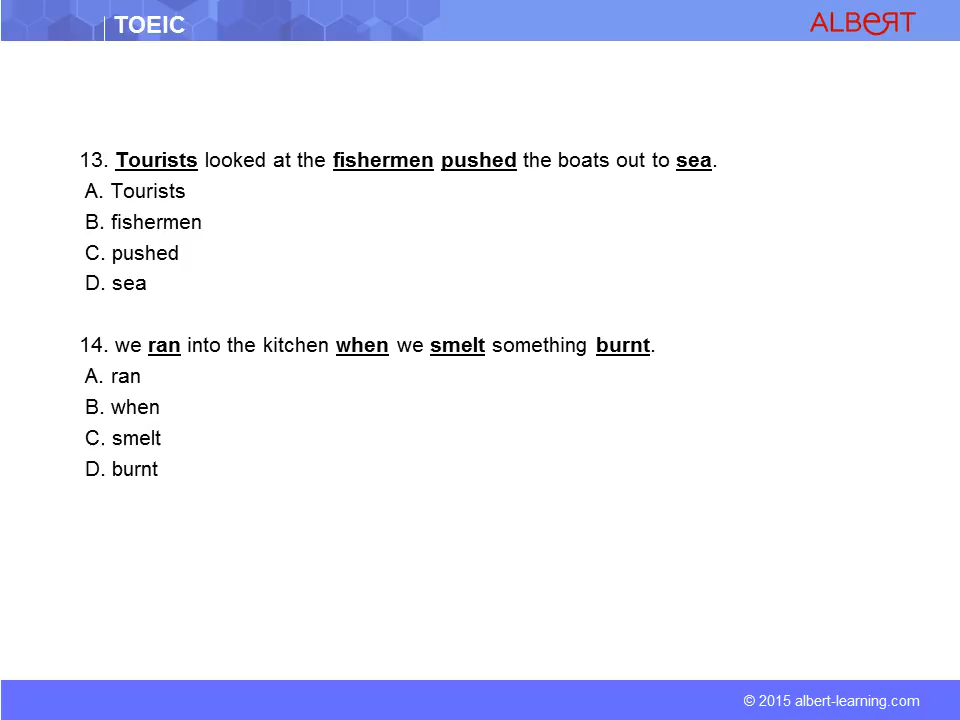 TOEIC
ALBERT
13. Tourists looked at the fishermen pushed the boats out to sea.
A. Tourists
B. fishermen
C. pushed
D. sea
14. we ran into the kitchen when we smelt something burnt.
A. ran
B. when
C. smelt
D. burnt
© 2015 albert-learning.com